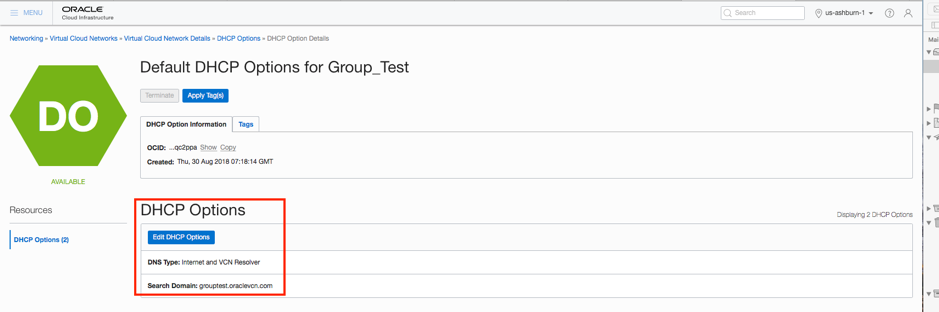 MENU
ORACLE
Cloud Infrastructure
Search
us-ashburn-1
Networking » Virtual Cloud Networks » Virtual Cloud Network Details » DHCP Options » DHCP Option Details
DO
AVAILABLE
Default DHCP Options for Group_Test
Terminate
Apply Tag(s)
DHCP Option Information
Tags
OCID: ...qc2ppa Show Copy
Created: Thu, 30 Aug 2018 07:18:14 GMT
Resources
DHCP Options (2)
DHCP Options
Displaying 2 DHCP Options
Edit DHCP Options
DNS Type: Internet and VCN Resolver
Search Domain: grouptest.oraclevcn.com
Mai